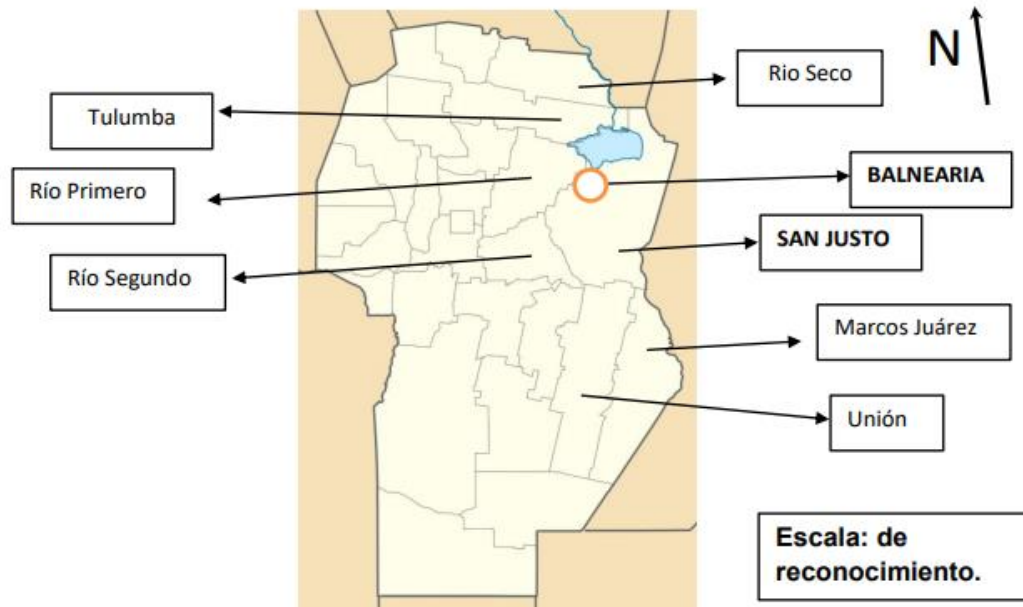 N
Rio Seco
Tulumba
BALNEARIA
Río Primero
SAN JUSTO
Río Segundo
Marcos Juárez
Unión
Escala: de
reconocimiento.